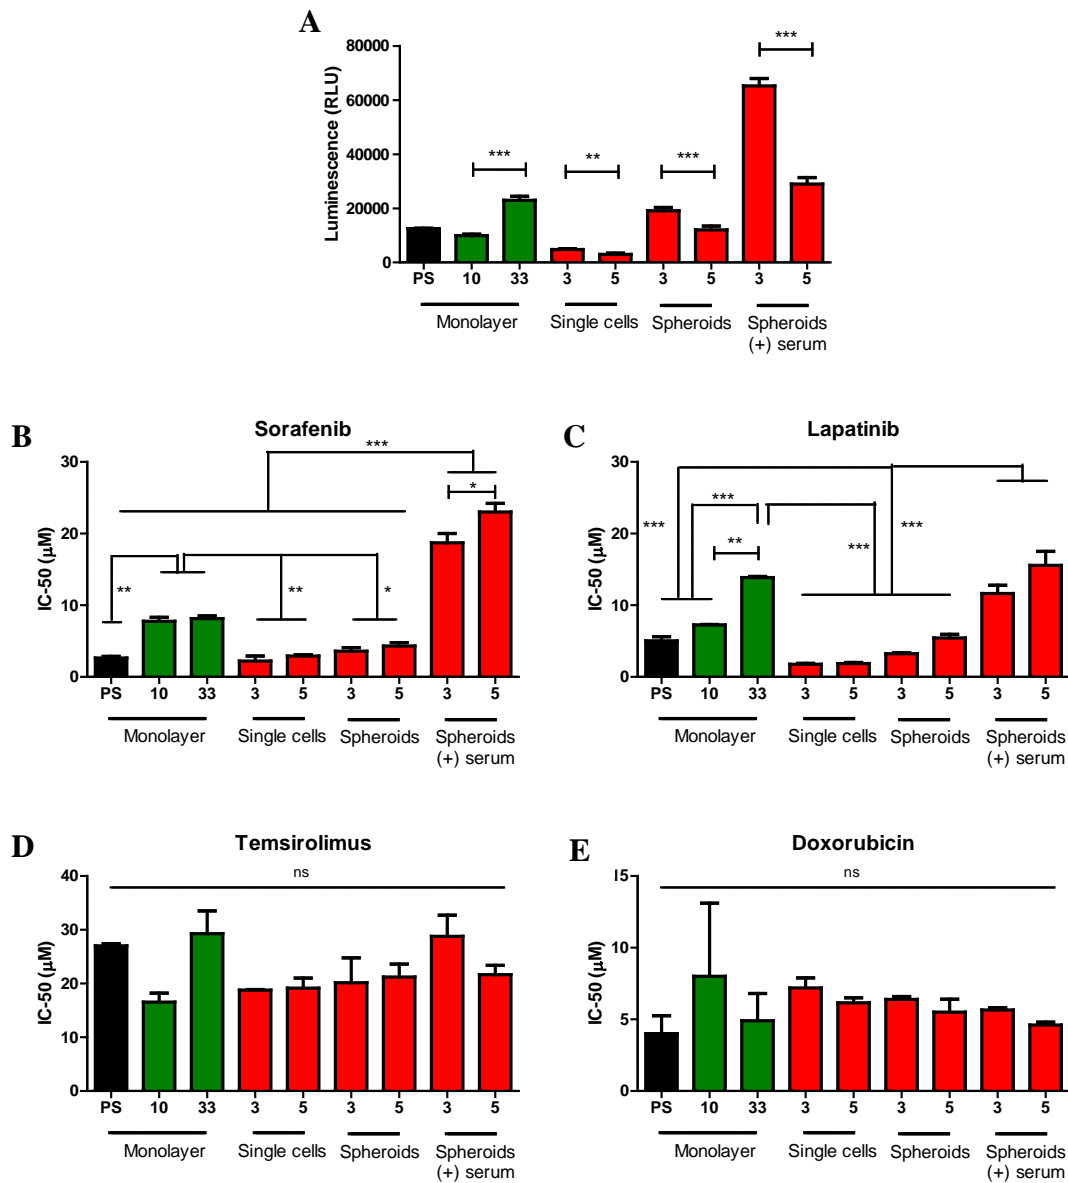 A
Luminescence (RLU)
80000
60000
40000
20000
0
***
**
***
***
PS 10 33 3 5 3 5 3 5
Monolayer Single cells Spheroids Spheroids
(+) serum
B
Sorafenib
IC-50 (µM)
30
20
10
0
***
*
**
**
*
PS 10 33 3 5 3 5 3 5
Monolayer Single cells Spheroids Spheroids
(+) serum
C
Lapatinib
IC-50 (µM)
30
20
10
0
***
***
**
***
***
PS 10 33 3 5 3 5 3 5
Monolayer Single cells Spheroids Spheroids
(+) serum
D
Temsirolimus
IC-50 (µM)
40
30
20
10
0
ns
PS 10 33 3 5 3 5 3 5
Monolayer Single cells Spheroids Spheroids
(+) serum
E
Doxorubicin
IC-50 (µM)
15
10
5
0
ns
PS 10 33 3 5 3 5 3 5
Monolayer Single cells Spheroids Spheroids
(+) serum